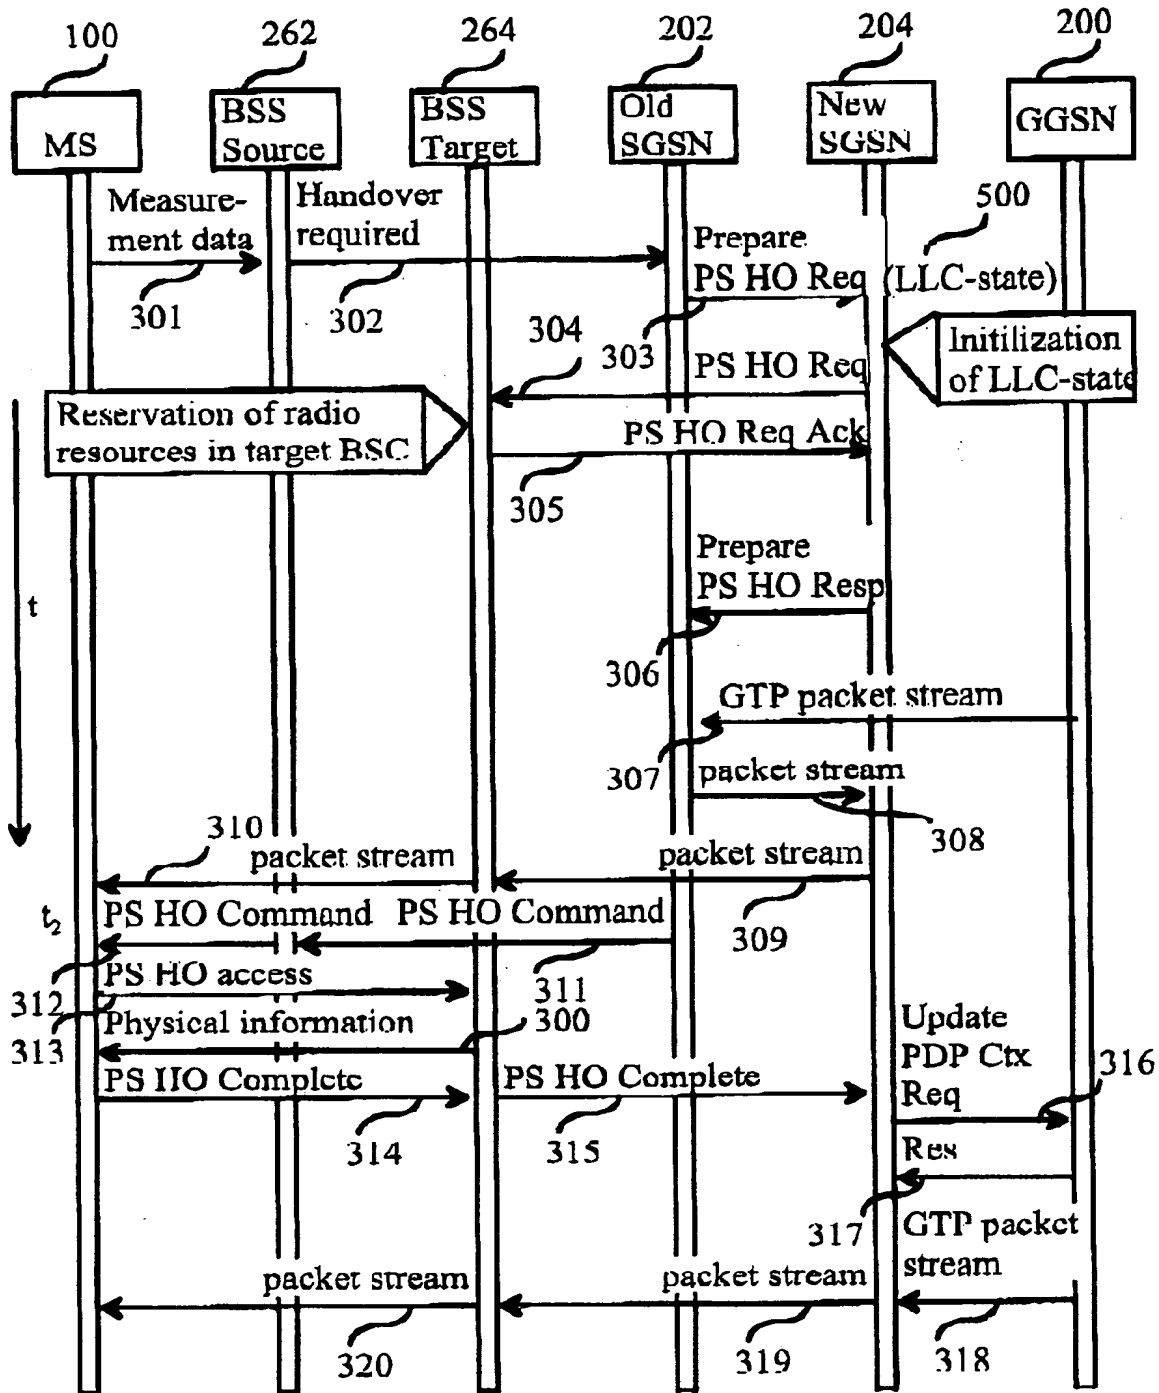 100
262
264
202
204
200
MS
BSS
Source
BSS
Target
Old
SGSN
New
SGSN
GGSN
Measure-
ment data
301
Handover
required
302
Prepare
PS HO Req (LLC-state)
500
303
Initilization
of LLC-state
304
PS HO Req
Reservation of radio
resources in target BSC
PS HO Req Ack
305
t
Prepare
PS HO Resp
306
GTP packet stream
307
packet stream
308
310
packet stream
packet stream
309
t2
PS HO Command
PS HO Command
311
312
PS HO access
313
Physical information
300
PS HO Complete
314
PS HO Complete
315
Update
PDP Ctx
Req
316
Res
317
GTP packet
stream
318
packet stream
319
packet stream
320